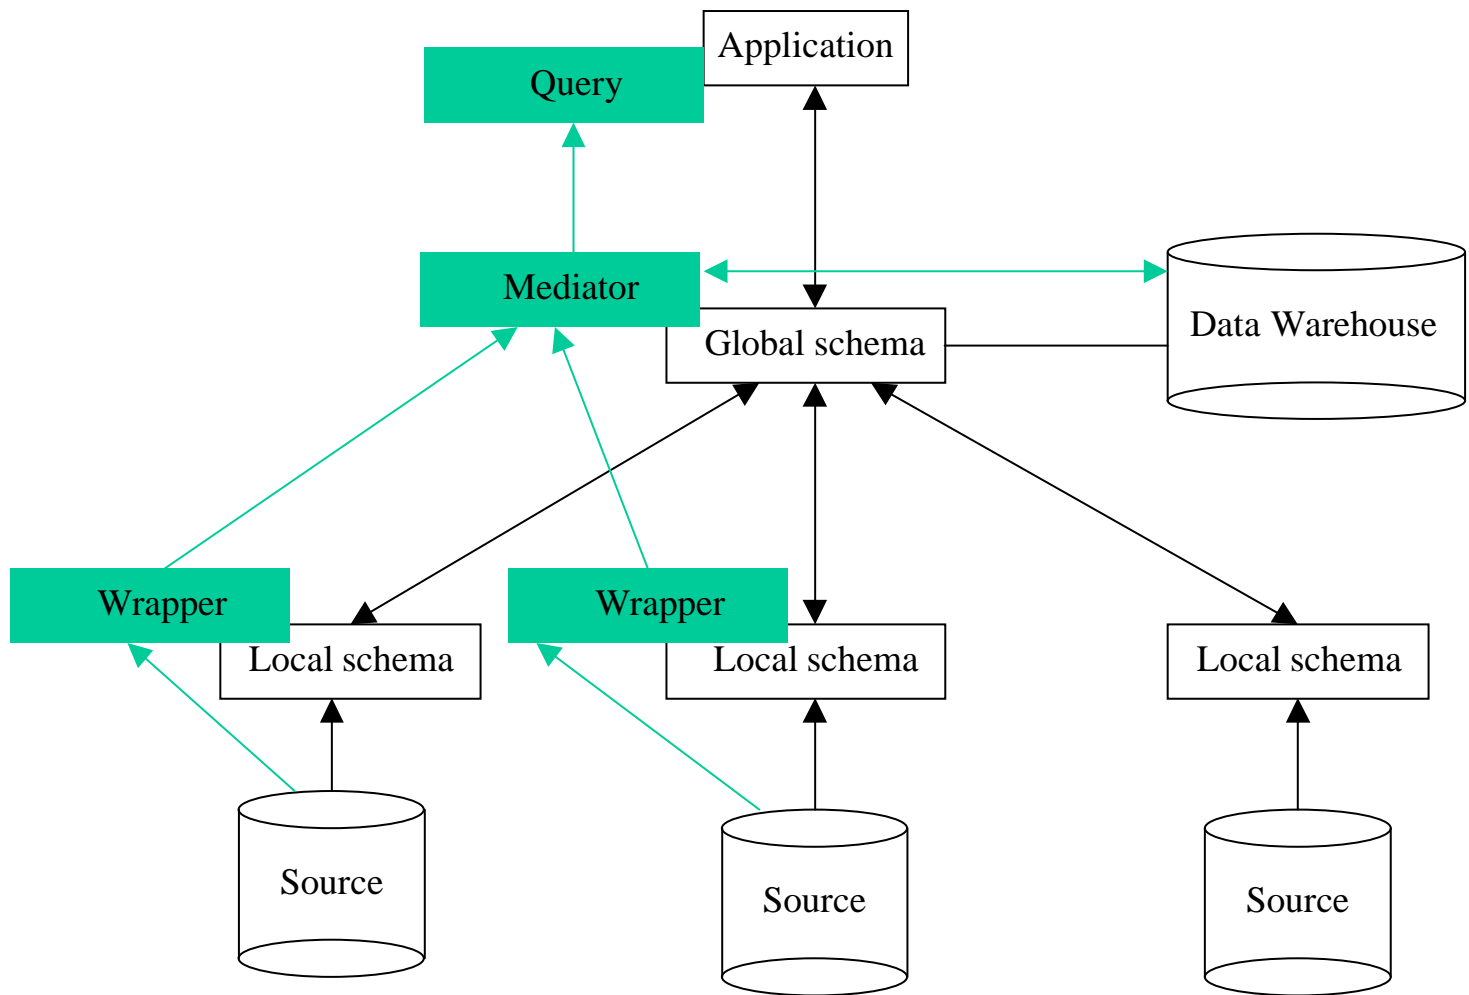 Application
Query
Mediator
Global schema
Data Warehouse
Wrapper
Wrapper
Local schema
Local schema
Local schema
Source
Source
Source